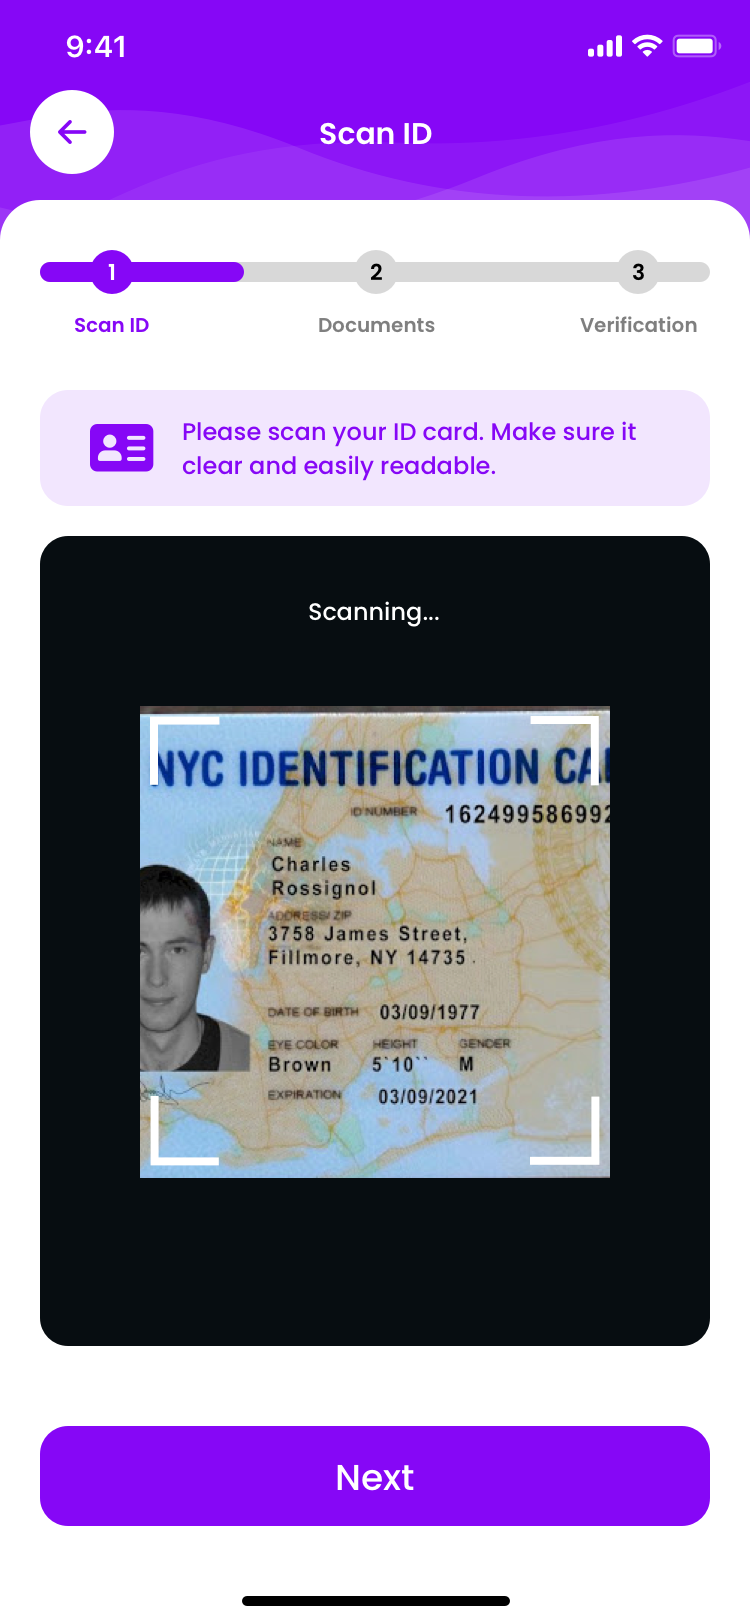 9:41
Scan ID
1
2
3
Scan ID
Documents
Verification
Please scan your ID card. Make sure it
clear and easily readable.
Scanning...
NYC IDENTIFICATION CA
ID NUMBER 162499586992
NAME
Charles
Rossignol
ADDRESS/ ZIP
3758 James Street,
Fillmore, NY 14735 .
DATE OF BIRTH 03/09/1977
EYE COLOR HEIGHT GENDER
Brown 5`10`` M
EXPIRATION 03/09/2021
Next